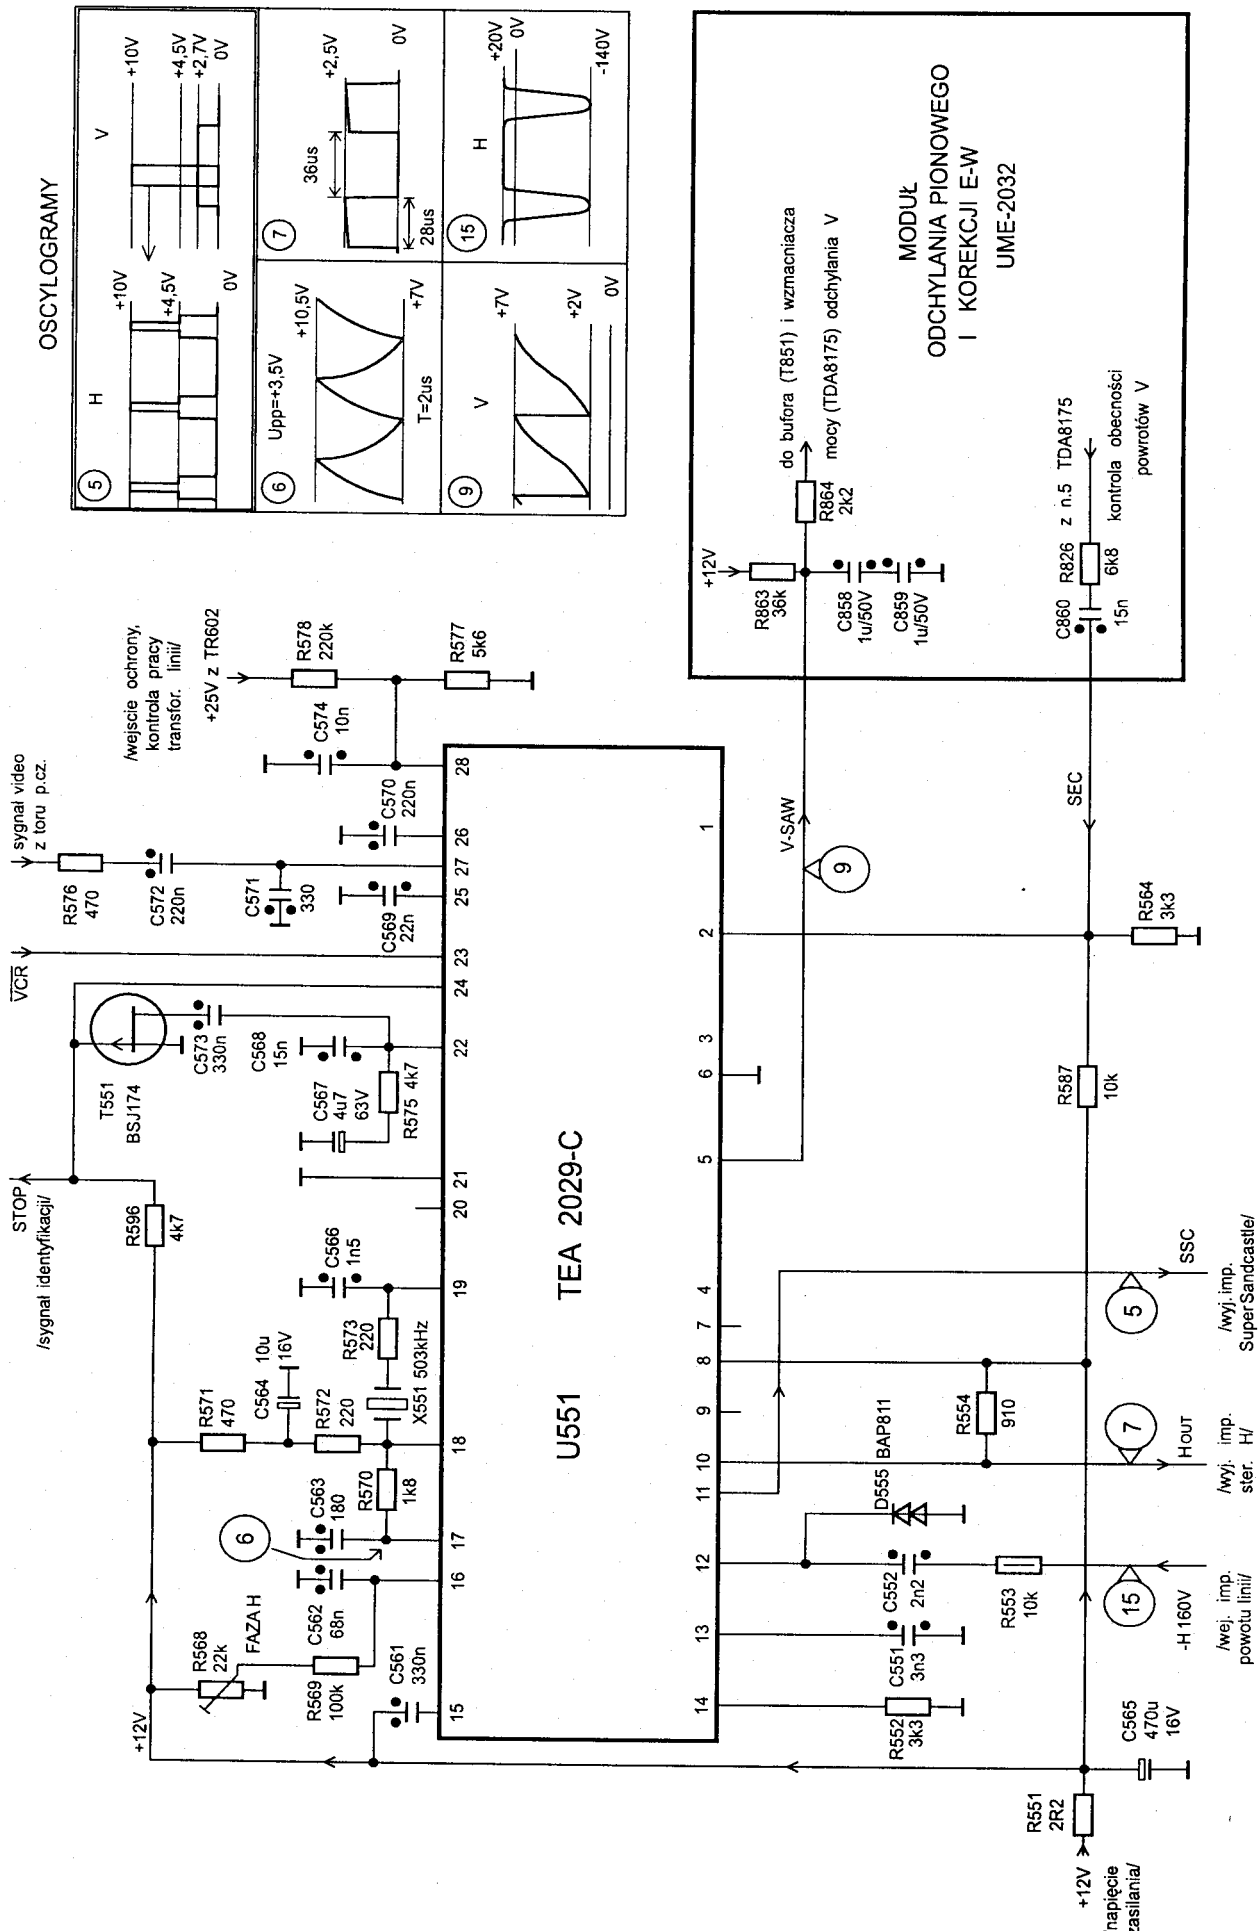 OSCYLOGRAMY
5
H
+10V
+4,5V
0V
V
+10V
+4,5V
+2,7V
0V
6
Upp=+3,5V
+10,5V
+7V
T=2us
7
36us
28us
+2,5V
0V
9
V
+7V
+2V
0V
15
H
+20V
0V
-140V
MODUŁ
ODCHYLANIA PIONOWEGO
I KOREKCJI E-W
UME-2032
do bufora (T851) i wzmacniacza
mocy (TDA8175) odchylania V
R864
2k2
+12V
R863
36k
C858
1u/50V
C859
1u/50V
z n.5 TDA8175
kontrola obecności
powrotów V
R826
6k8
C860
15n
/wejscie ochrony,
kontrola pracy
transfor. linii/
+25V z TR602
R578
220k
R577
5k6
C574
10n
sygnał video
z toru p.cz.
R576
470
C572
220n
C571
330
C570
220n
C569
22n
VCR
T551
BSJ174
C573
330n
C568
15n
C567
4u7
63V
R575 4k7
STOP
/sygnał identyfikacji/
R596
4k7
C566
1n5
R573
220
X551 503kHz
R571
470
C564
10u
16V
R572
220
R570
1k8
C563
180
6
C562
68n
R568
22k
FAZA H
R569
100k
C561
330n
+12V
28
26
27
25
23
24
22
21
20
19
18
17
16
15
U551
TEA 2029-C
1
2
3
6
5
4
7
8
9
10
11
12
13
14
V-SAW
9
SEC
R564
3k3
R587
10k
SSC
5
/wyj. imp.
Super Sandcastle/
R554
910
D555 BAP811
7
HOUT
/wyj. imp.
ster. H/
C552
2n2
R553
10k
15
-H 160V
/wej. imp.
powotu linii/
C551
3n3
R552
3k3
C565
470u
16V
R551
2R2
+12V
/napięcie
zasilania/